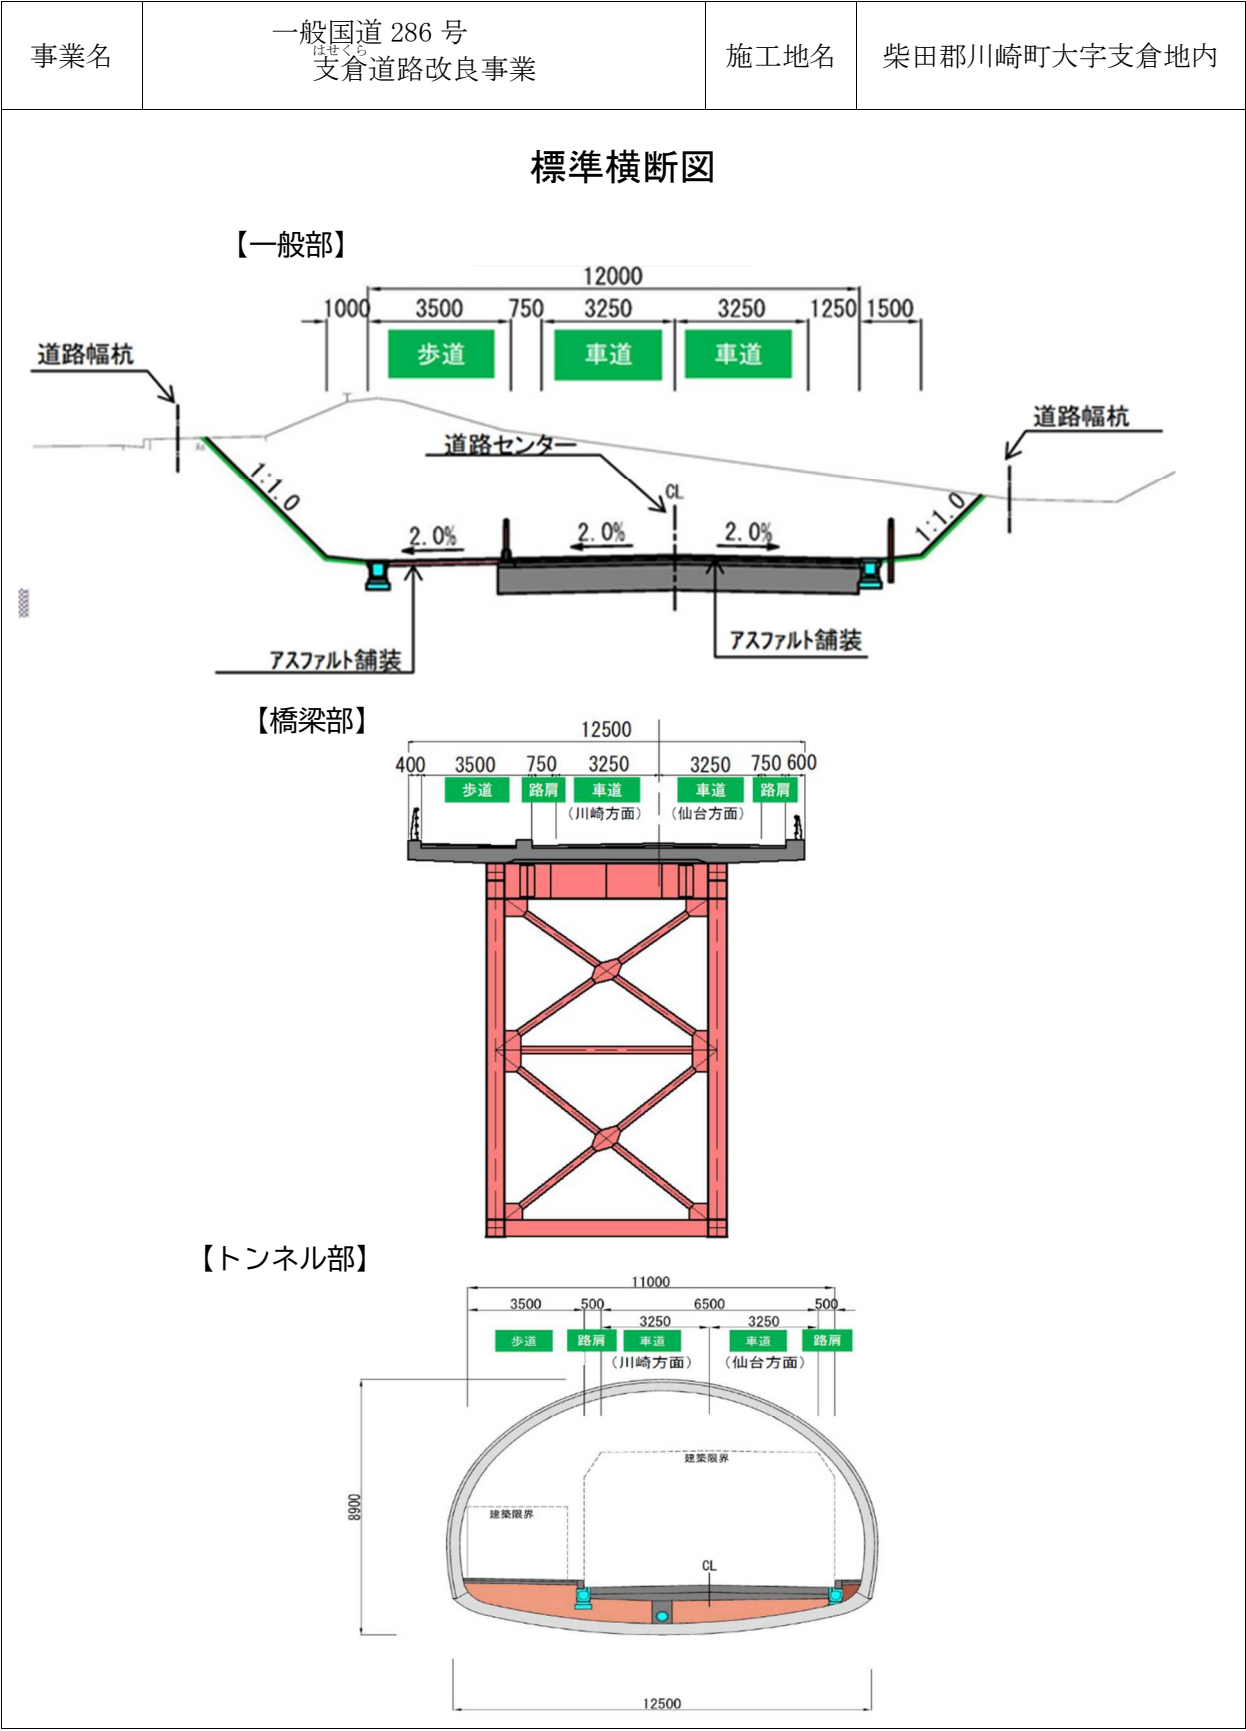 事業名
一般国道 286 号
はせくら
支倉道路改良事業
施工地名
柴田郡川崎町大字支倉地内
標準横断図
【一般部】
12000
1000 3500 750 3250 3250 1250 1500
歩道 車道 車道
道路幅杭
道路幅杭
道路センター
1:1.0
CL
1:1.0
2.0% 2.0% 2.0%
アスファルト舗装
アスファルト舗装
【橋梁部】
12500
400 3500 750 3250 3250 750 600
歩道 路肩 車道 車道 路肩
(川崎方面) (仙台方面)
【トンネル部】
11000
3500 500 6500 500
3250 3250
歩道 路肩 車道 車道 路肩
(川崎方面) (仙台方面)
建築限界
建築限界
8900
CL
12500